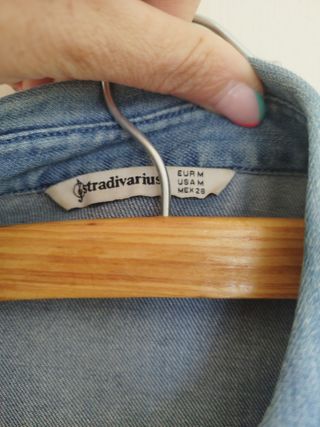 stradivarius
EUR M
USA M
MEX 28